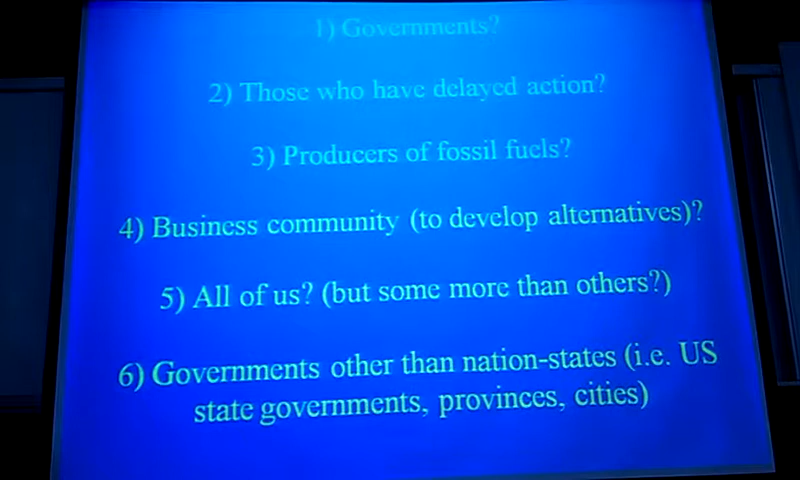 1) Governments?
2) Those who have delayed action?
3) Producers of fossil fuels?
4) Business community (to develop alternatives)?
5) All of us? (but some more than others?)
6) Governments other than nation-states (i.e. US
state governments, provinces, cities)